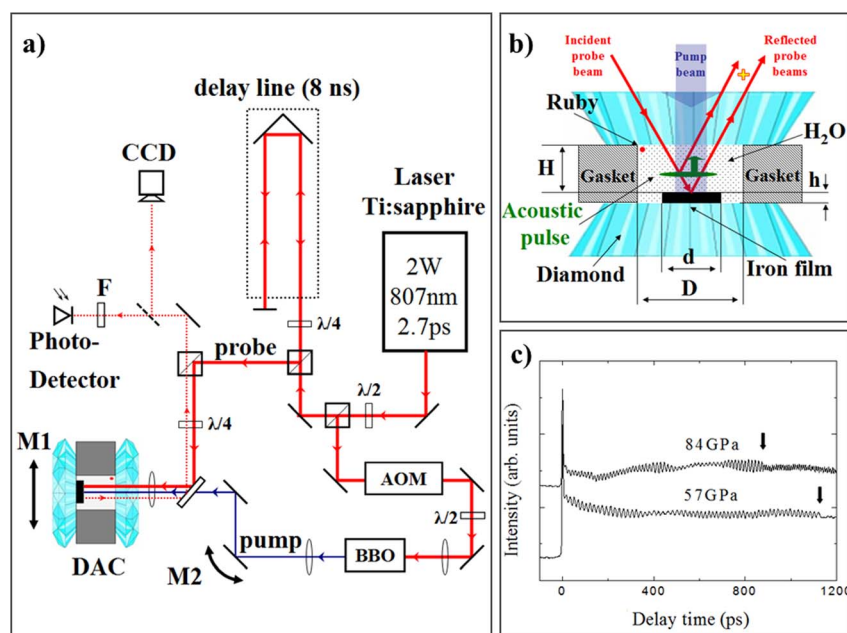 a)
delay line (8 ns)
CCD
Laser
Ti:sapphire
2W
807nm
2.7ps
F
λ/4
probe
Photo-
Detector
λ/2
λ/4
M1
AOM
λ/2
pump
BBO
DAC
M2
b)
Incident
probe
beam
Pump
beam
Reflected
probe
beams
Ruby
H₂O
H
Gasket
Gasket
h
Acoustic
pulse
Diamond
d
Iron film
D
c)
Intensity (arb. units)
84GPa
57GPa
0
400
800
1200
Delay time (ps)